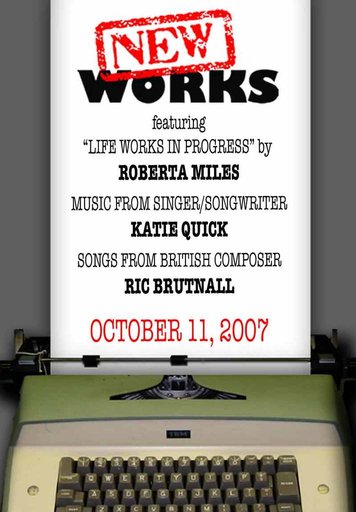 NEW
WORKS
featuring
“LIFE WORKS IN PROGRESS” by
ROBERTA MILES
MUSIC FROM SINGER/SONGWRITER
KATIE QUICK
SONGS FROM BRITISH COMPOSER
RIC BRUTNALL
OCTOBER 11, 2007
IBM
Q W E R T Y U O P
A S D F G H J K L